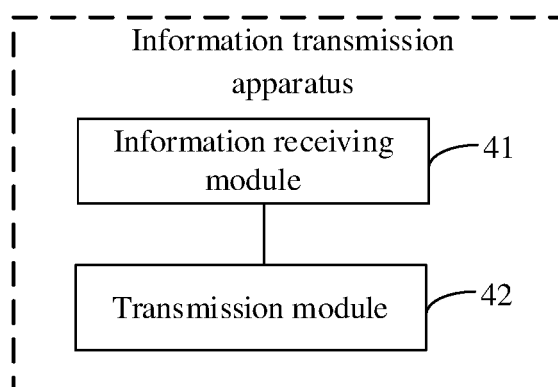 Information transmission
apparatus
Information receiving
module
41
Transmission module
42